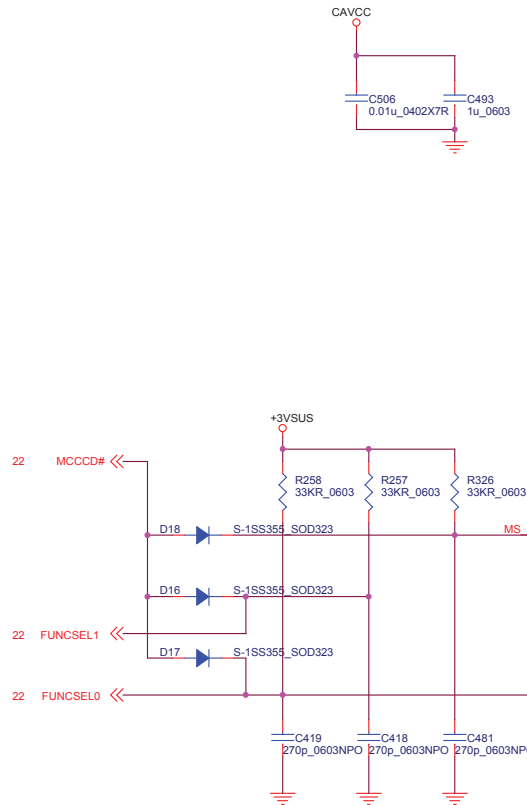 CAVCC
C506
0.01u_0402X7R
C493
1u_0603
+3VSUS
22 MCCCD#
R258
33KR_0603
R257
33KR_0603
R326
33KR_0603
D18 S-1SS355_SOD323
MS_
D16 S-1SS355_SOD323
22 FUNCSEL1
D17 S-1SS355_SOD323
22 FUNCSEL0
C419
270p_0603NPO
C418
270p_0603NPO
C481
270p_0603NP